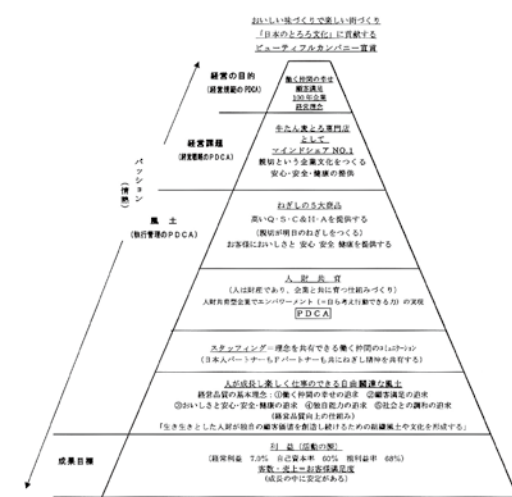 おいしい味づくりで楽しい街づくり
「日本のとろろ文化」に貢献する
ビューティフルカンパニー宣言
経営の目的
(経営規範のPDCA)
働く仲間の幸せ
顧客満足
100年企業
経営理念
経営課題
(経営戦略のPDCA)
牛たん麦とろ専門店
として
マインドシェア NO.1
親切という企業文化をつくる
安心・安全・健康の提供
パッション
(情熱)
風土
(執行管理のPDCA)
ねぎしの5大商品
高いQ・S・C&H・Aを提供する
(親切が明日のねぎしをつくる)
お客様においしさと 安心 安全 健康を提供する
人財共育
(人は財産であり、企業と共に育つ仕組みづくり)
人財共育型企業でエンパワーメント(=自ら考え行動できる力)の実現
PDCA
スタッフィング=理念を共有できる働く仲間のコミュニケーション
(日本人パートナーもFパートナーも共にねぎし精神を共有する)
人が成長し楽しく仕事のできる自由闊達な風土
経営品質の基本理念:①働く仲間の幸せの追求 ②顧客満足の追求
③おいしさと安心・安全・健康の追求 ④独自能力の追求 ⑤社会との調和の追求
(経営品質向上の仕組み)
「生き生きとした人財が独自の顧客価値を創造し続けるための組織風土や文化を形成する」
成果目標
利益(活動の源)
(経常利益 7.0% 自己資本率 60% 粗利益率 68%)
客数・売上=お客様満足度
(成長の中に安定がある)